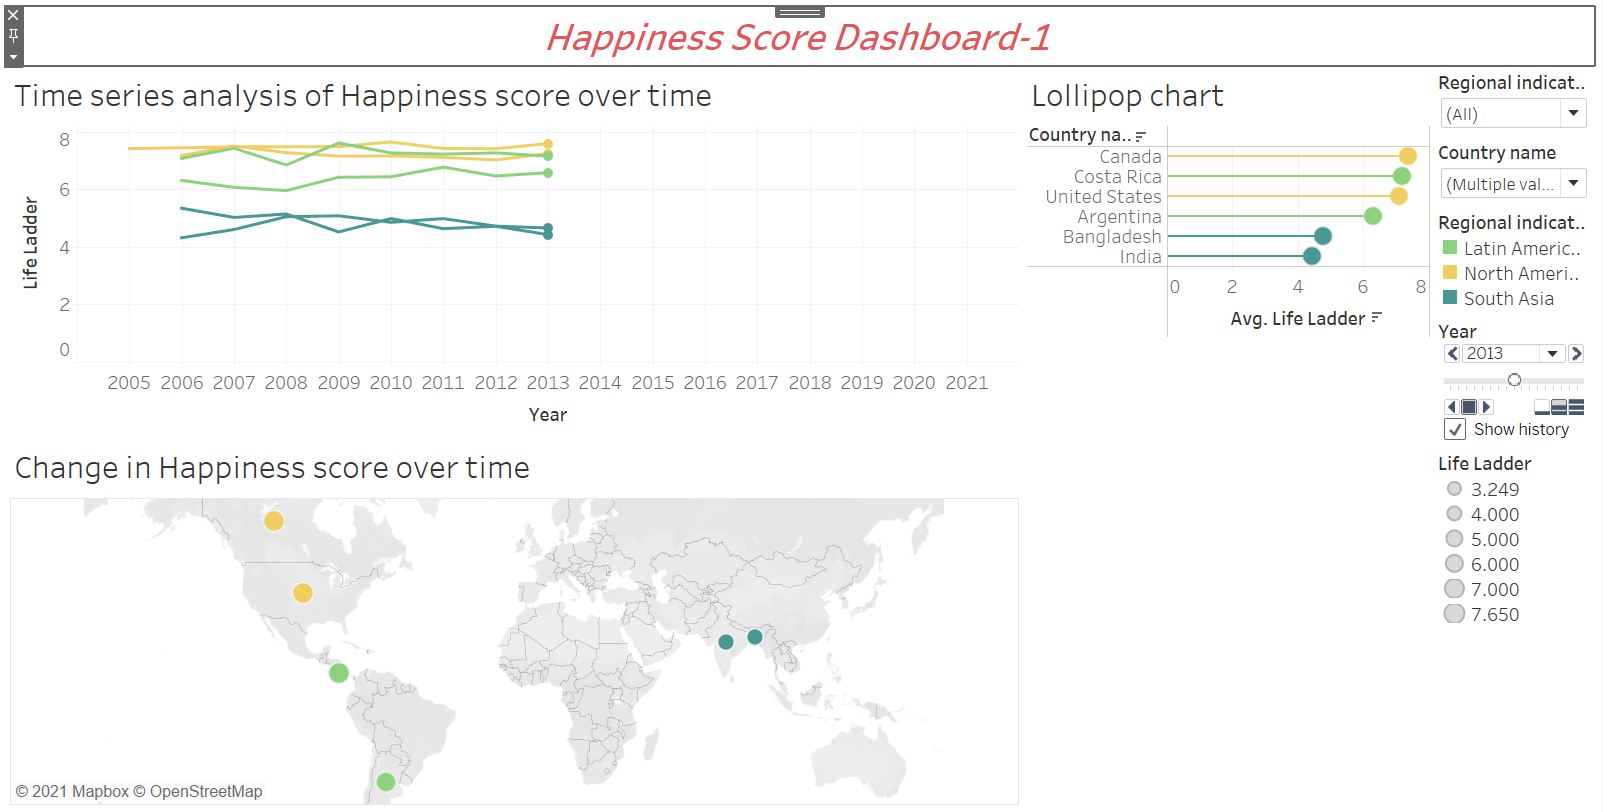 Happiness Score Dashboard-1
Time series analysis of Happiness score over time
Life Ladder
8
6
4
2
0
2005 2006 2007 2008 2009 2010 2011 2012 2013 2014 2015 2016 2017 2018 2019 2020 2021
Year
Lollipop chart
Country na..
Canada
Costa Rica
United States
Argentina
Bangladesh
India
0 2 4 6 8
Avg. Life Ladder
Regional indicat..
(All)
Country name
(Multiple val...
Regional indicat..
Latin Americ..
North Ameri..
South Asia
Year
2013
Show history
Life Ladder
3.249
4.000
5.000
6.000
7.000
7.650
Change in Happiness score over time
© 2021 Mapbox © OpenStreetMap